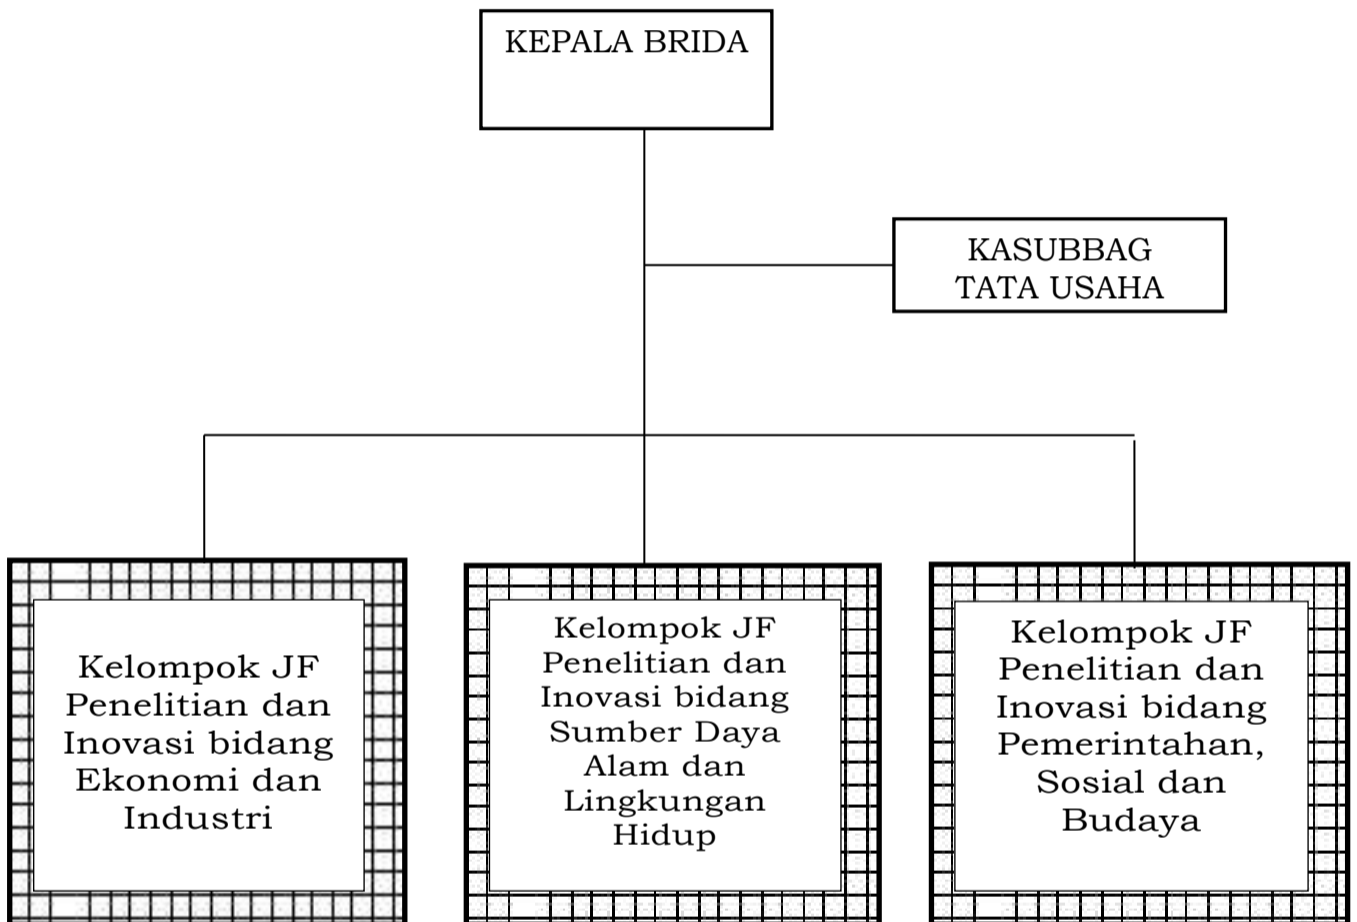 KEPALA BRIDA
KASUBBAG
TATA USAHA
Kelompok JF
Penelitian dan
Inovasi bidang
Ekonomi dan
Industri
Kelompok JF
Penelitian dan
Inovasi bidang
Sumber Daya
Alam dan
Lingkungan
Hidup
Kelompok JF
Penelitian dan
Inovasi bidang
Pemerintahan,
Sosial dan
Budaya